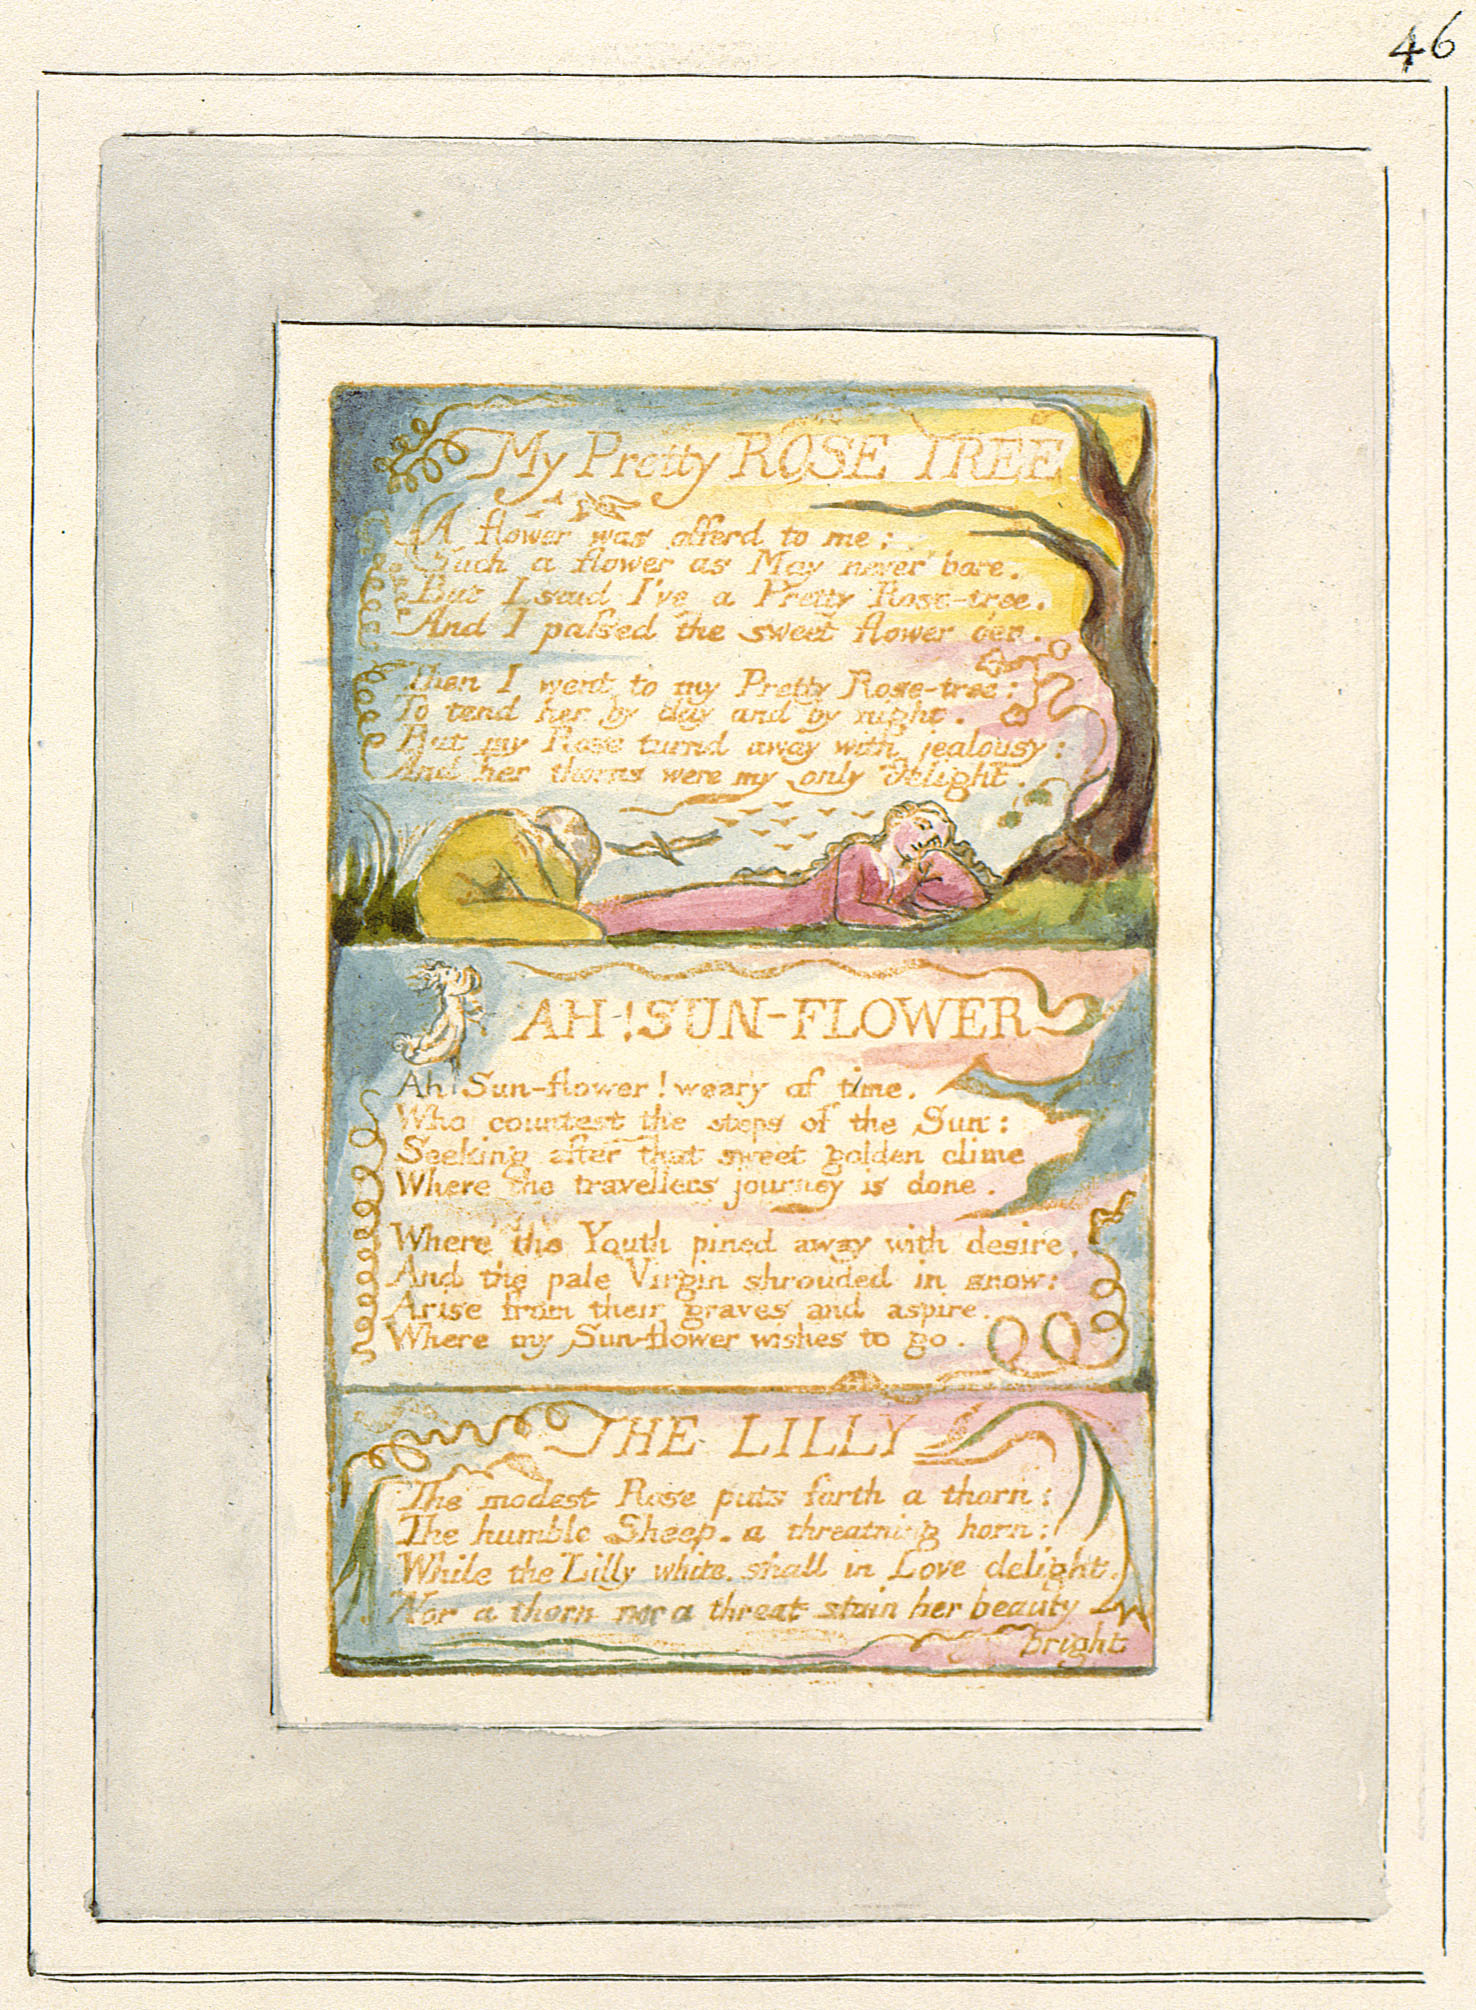 46
My Pretty ROSE TREE
A flower was offerd to me:
Such a flower as May never bore.
But I said I've a Pretty Rose-tree.
And I paſsed the sweet flower o'er.
Then I went to my Pretty Rose-tree:
To tend her by day and by night.
But my Rose turnd away with jealousy:
And her thorns were my only delight.
AH! SUN-FLOWER
Ah Sun-flower! weary of time.
Who countest the steps of the Sun:
Seeking after that sweet golden clime
Where the travellers journey is done.
Where the Youth pined away with desire,
And the pale Virgin shrouded in snow:
Arise from their graves and aspire,
Where my Sun-flower wishes to go.
THE LILLY
The modest Rose puts forth a thorn:
The humble Sheep. a threatning horn:
While the Lilly white, shall in Love delight,
Nor a thorn nor a threat stain her beauty
bright